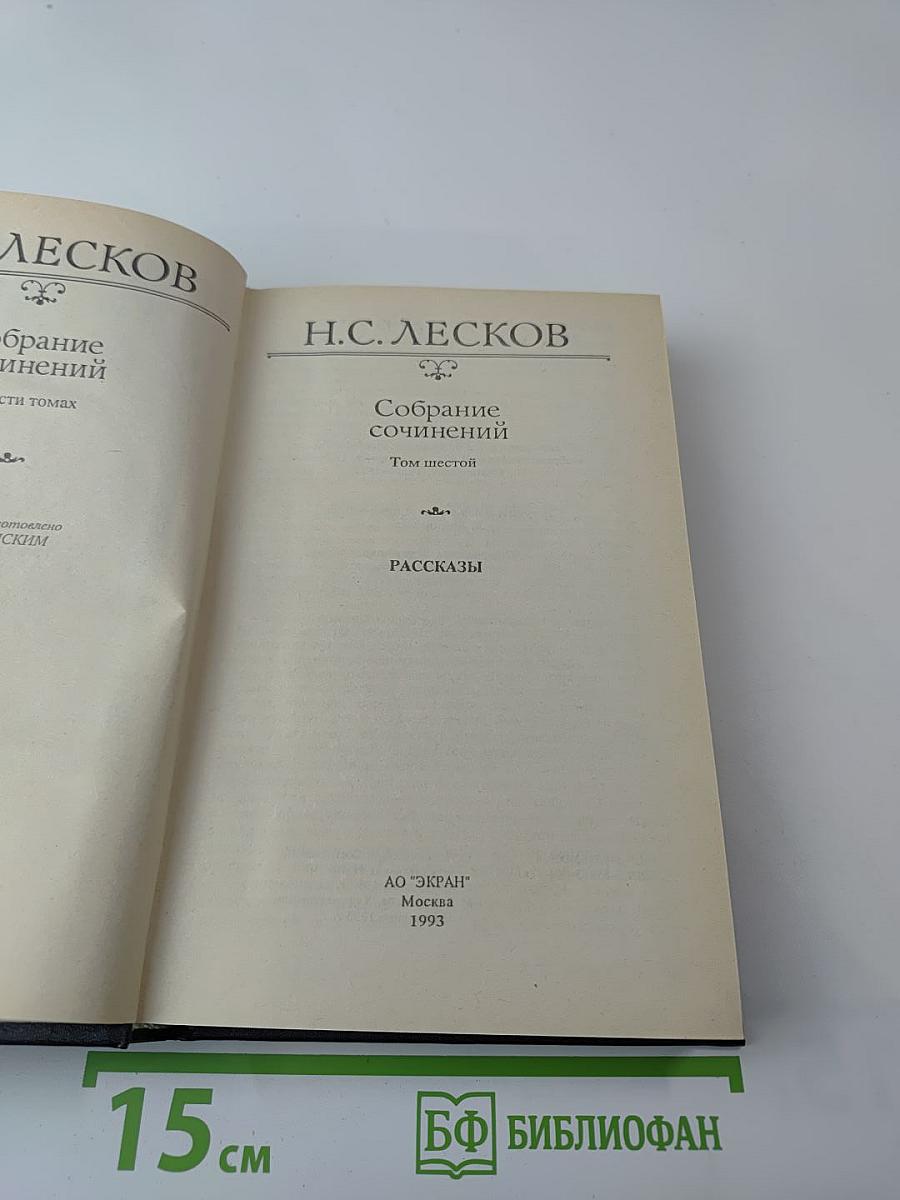 ЛЕСКОВ
обрание
чинений
сти томах
отовлено
СКИМ
Н.С. ЛЕСКОВ
Собрание
сочинений
Том шестой
РАССКАЗЫ
АО "ЭКРАН"
Москва
1993
15 см
БФ БИБЛИОФАН